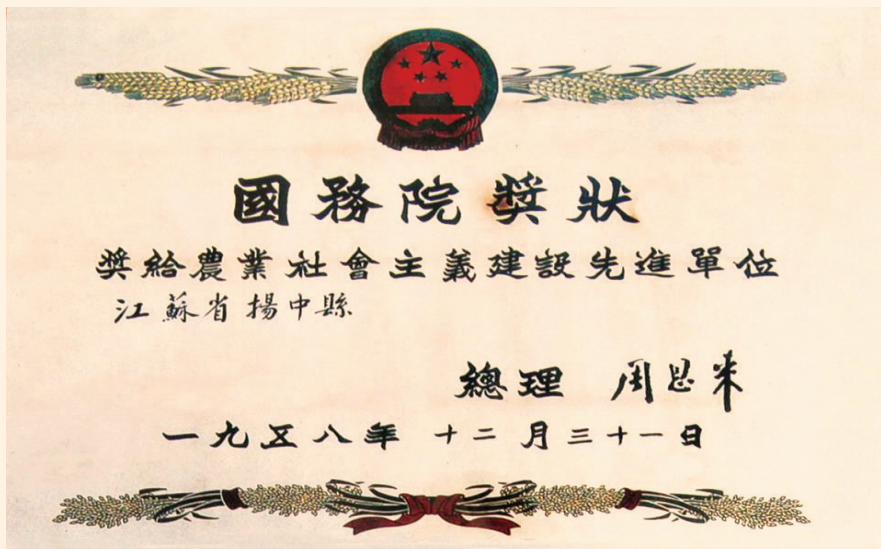 國務院獎狀
獎給農業社會主義建設先進單位
江蘇省揚中縣
總理 周恩來
一九五八年 十二月三十一日